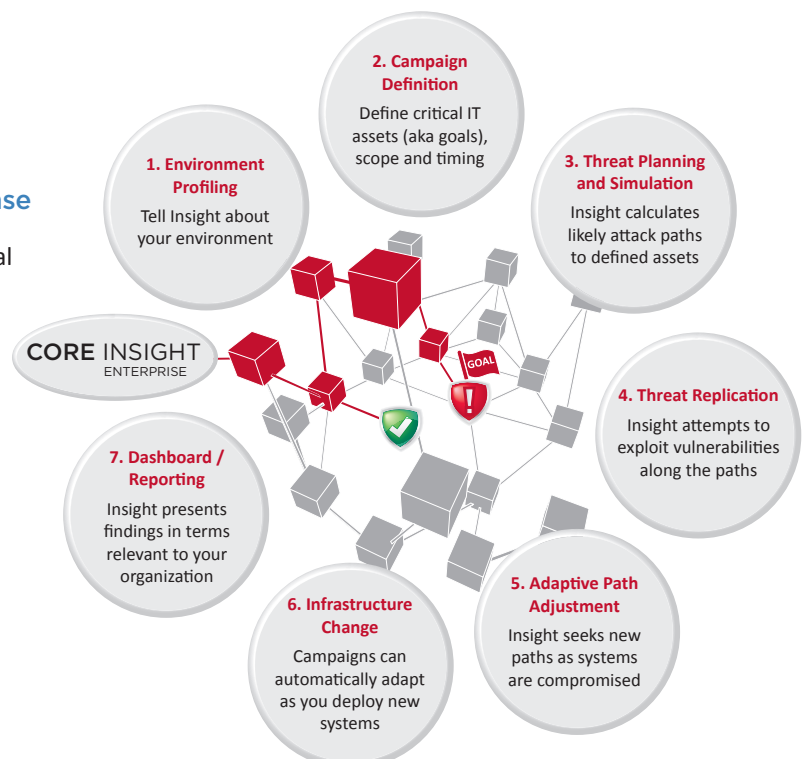 se
al
1. Environment
Profiling
Tell Insight about
your environment
2. Campaign
Definition
Define critical IT
assets (aka goals),
scope and timing
3. Threat Planning
and Simulation
Insight calculates
likely attack paths
to defined assets
4. Threat Replication
Insight attempts to
exploit vulnerabilities
along the paths
5. Adaptive Path
Adjustment
Insight seeks new
paths as systems
are compromised
6. Infrastructure
Change
Campaigns can
automatically adapt
as you deploy new
systems
7. Dashboard /
Reporting
Insight presents
findings in terms
relevant to your
organization
CORE INSIGHT
ENTERPRISE
GOAL